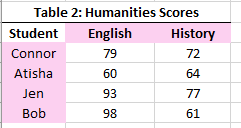 Table 2: Humanities Scores
Student English History
Connor 79 72
Atisha 60 64
Jen 93 77
Bob 98 61